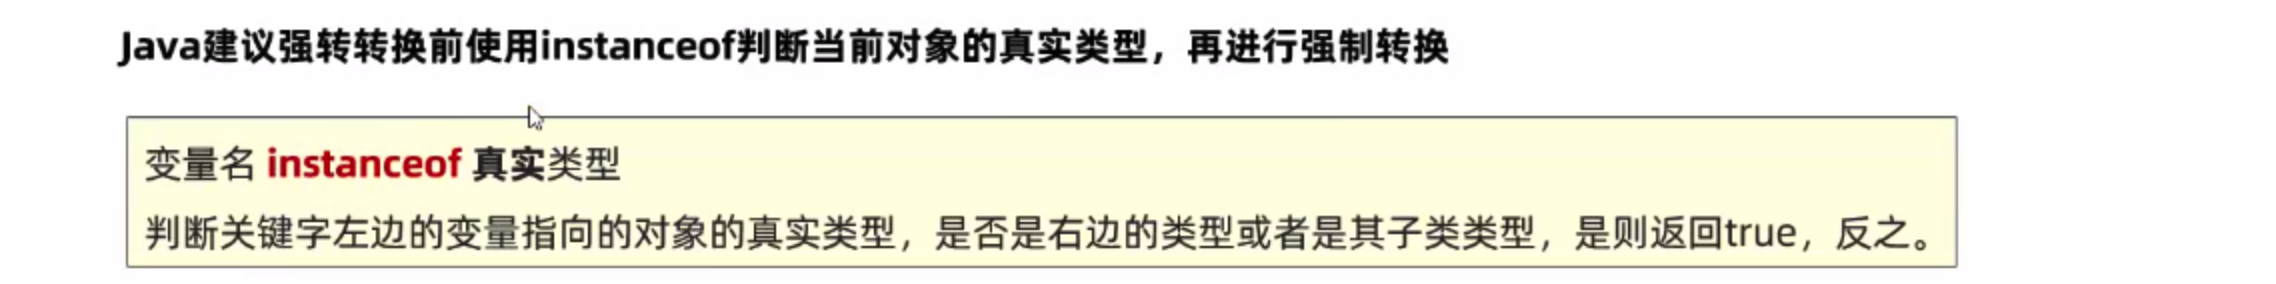 Java建议强转转换前使用instanceof判断当前对象的真实类型，再进行强制转换
变量名 instanceof 真实类型
判断关键字左边的变量指向的对象的真实类型，是否是右边的类型或者是其子类类型，是则返回true，反之。